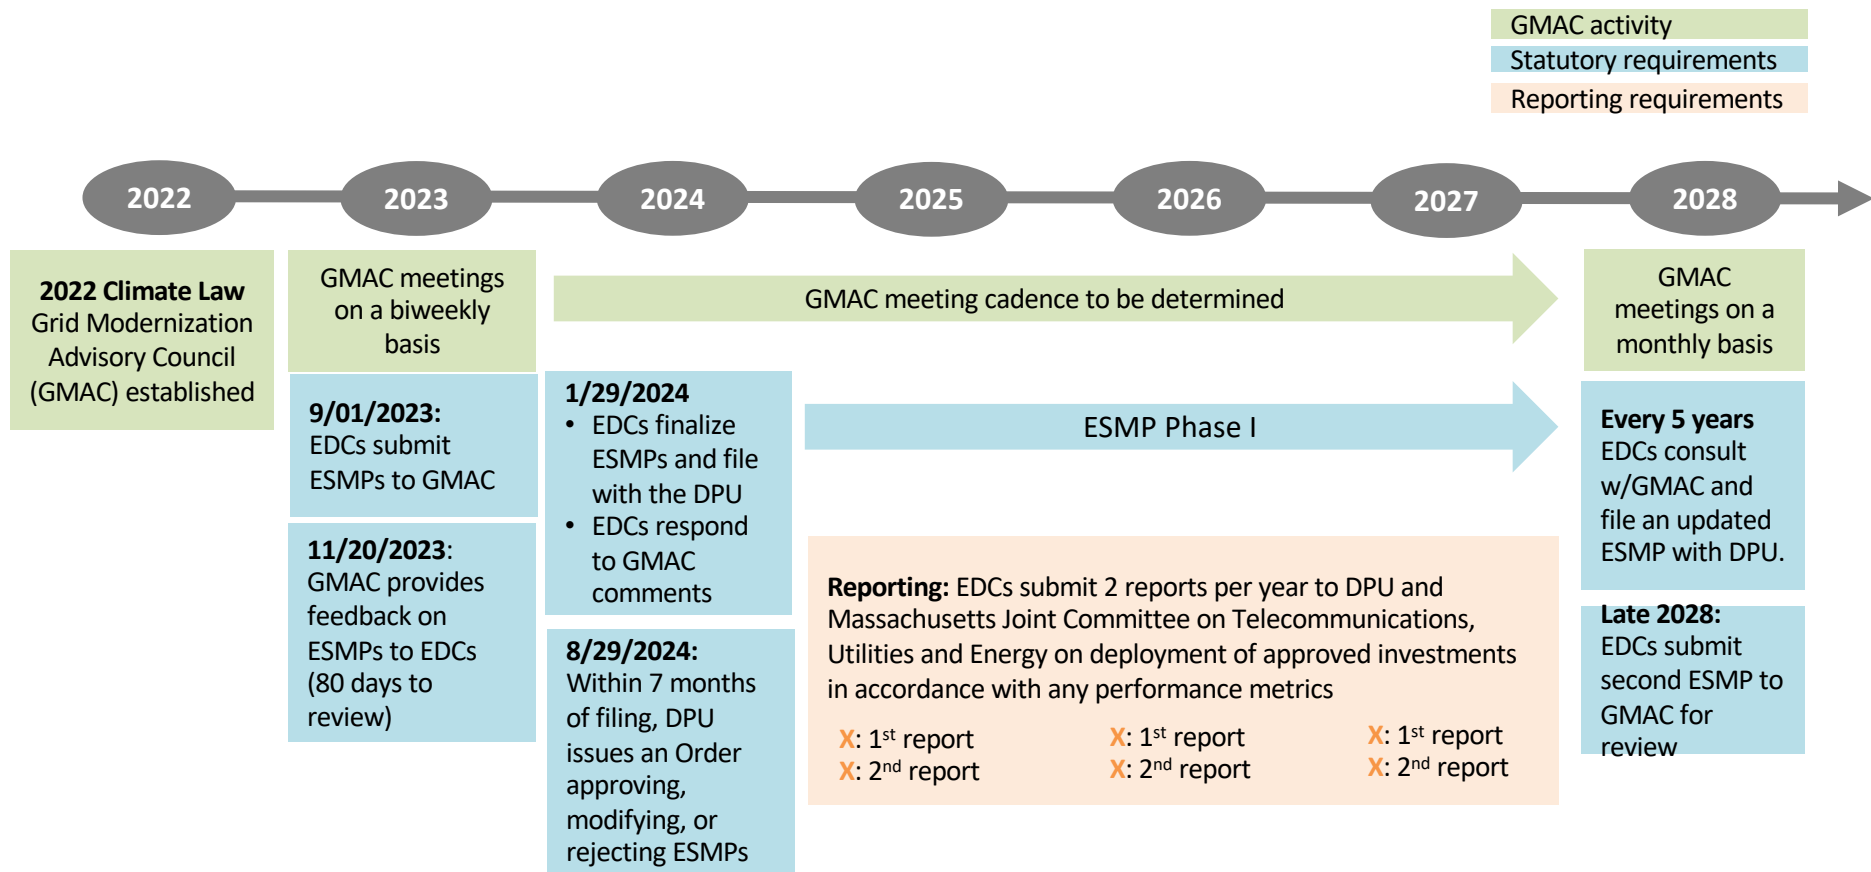 GMAC activity
Statutory requirements
Reporting requirements
2022
2023
2024
2025
2026
2027
2028
2022 Climate Law
Grid Modernization
Advisory Council
(GMAC) established
GMAC meetings
on a biweekly
basis
GMAC meeting cadence to be determined
GMAC
meetings on a
monthly basis
9/01/2023:
EDCs submit
ESMPs to GMAC
11/20/2023:
GMAC provides
feedback on
ESMPs to EDCs
(80 days to
review)
1/29/2024
• EDCs finalize
ESMPs and file
with the DPU
• EDCs respond
to GMAC
comments
8/29/2024:
Within 7 months
of filing, DPU
issues an Order
approving,
modifying, or
rejecting ESMPs
ESMP Phase I
Reporting: EDCs submit 2 reports per year to DPU and
Massachusetts Joint Committee on Telecommunications,
Utilities and Energy on deployment of approved investments
in accordance with any performance metrics
X: 1st report
X: 2nd report
X: 1st report
X: 2nd report
X: 1st report
X: 2nd report
Every 5 years
EDCs consult
w/GMAC and
file an updated
ESMP with DPU.
Late 2028:
EDCs submit
second ESMP to
GMAC for
review